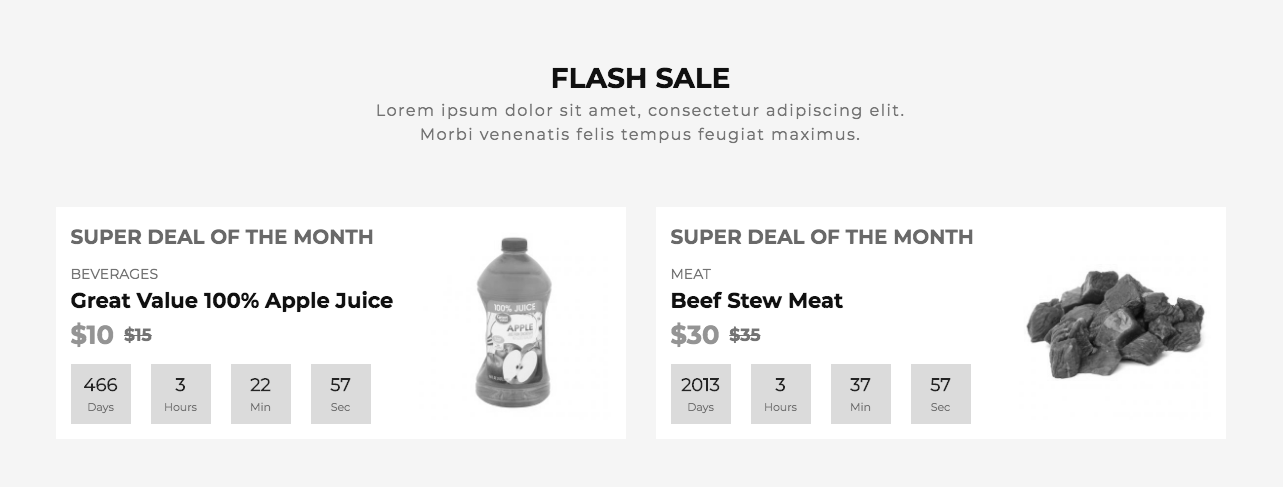 FLASH SALE
Lorem ipsum dolor sit amet, consectetur adipiscing elit.
Morbi venenatis felis tempus feugiat maximus.
SUPER DEAL OF THE MONTH
BEVERAGES
Great Value 100% Apple Juice
$10 $15
466 3 22 57
Days Hours Min Sec
100% JUICE
APPLE
SUPER DEAL OF THE MONTH
MEAT
Beef Stew Meat
$30 $35
2013 3 37 57
Days Hours Min Sec